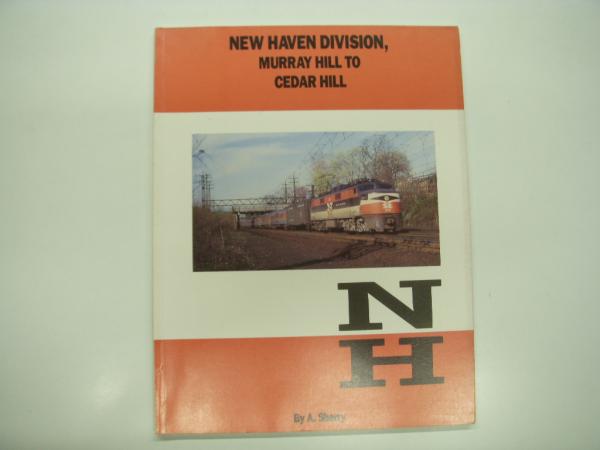 NEW HAVEN DIVISION,
MURRAY HILL TO
CEDAR HILL
N
H
By A. Sherry